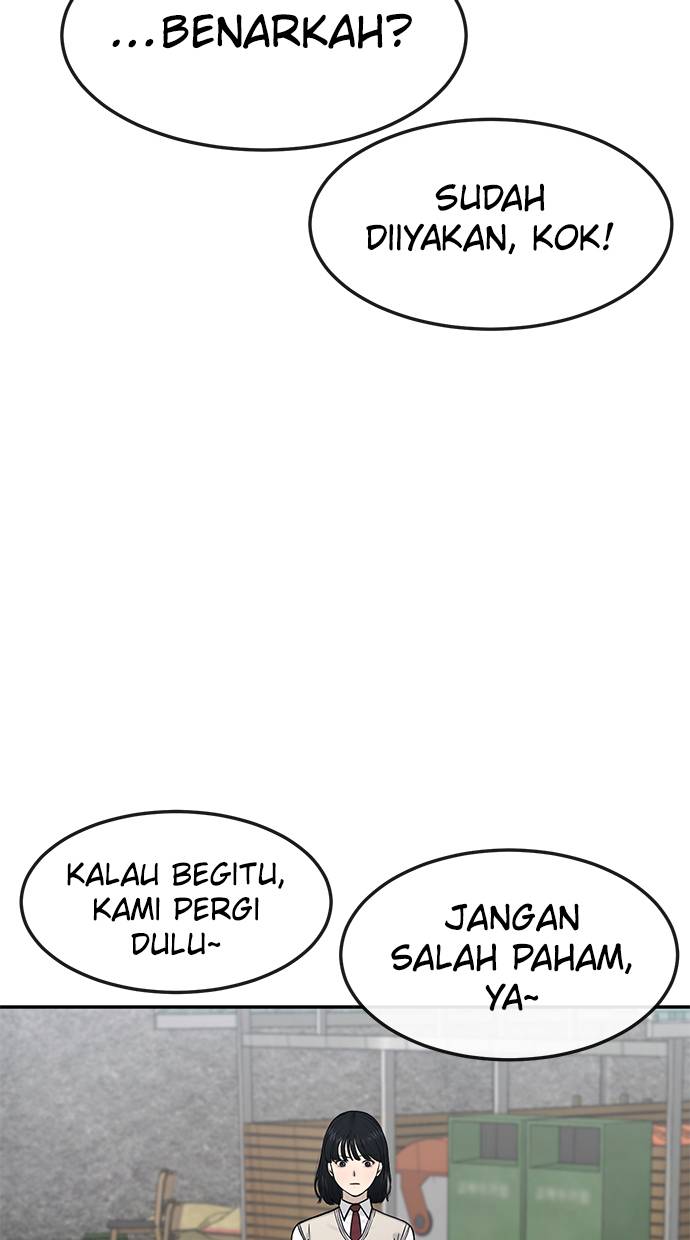 ...BENARKAH?
SUDAH
DIIYAKAN, KOK!
KALAU BEGITU,
KAMI PERGI
DULU~
JANGAN
SALAH PAHAM,
YA~